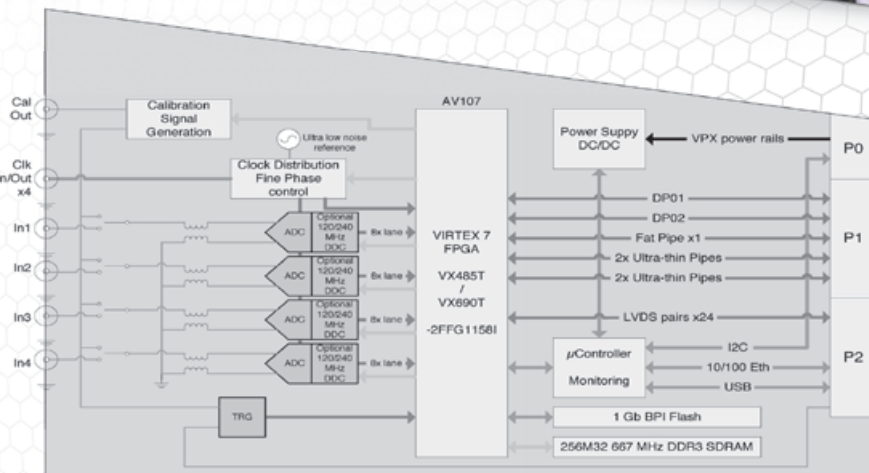 AV107
Cal
Out
Calibration
Signal
Generation
Ultra low noise
reference
Clk
n/Out
x4
Clock Distribution
Fine Phase
control
In1
ADC
Optional
120/240
MHz
DDC
8x lane
In2
ADC
Optional
120/240
MHz
DDC
8x lane
In3
ADC
Optional
120/240
MHz
DDC
8x lane
In4
ADC
Optional
120/240
MHz
DDC
8x lane
TRG
VIRTEX 7
FPGA
VX485T
/
VX690T
-2FFG1158I
Power Suppy
DC/DC
VPX power rails
DP01
DP02
Fat Pipe x1
2x Ultra-thin Pipes
2x Ultra-thin Pipes
LVDS pairs x24
µController
Monitoring
I2C
10/100 Eth
USB
1 Gb BPI Flash
256M32 667 MHz DDR3 SDRAM
P0
P1
P2